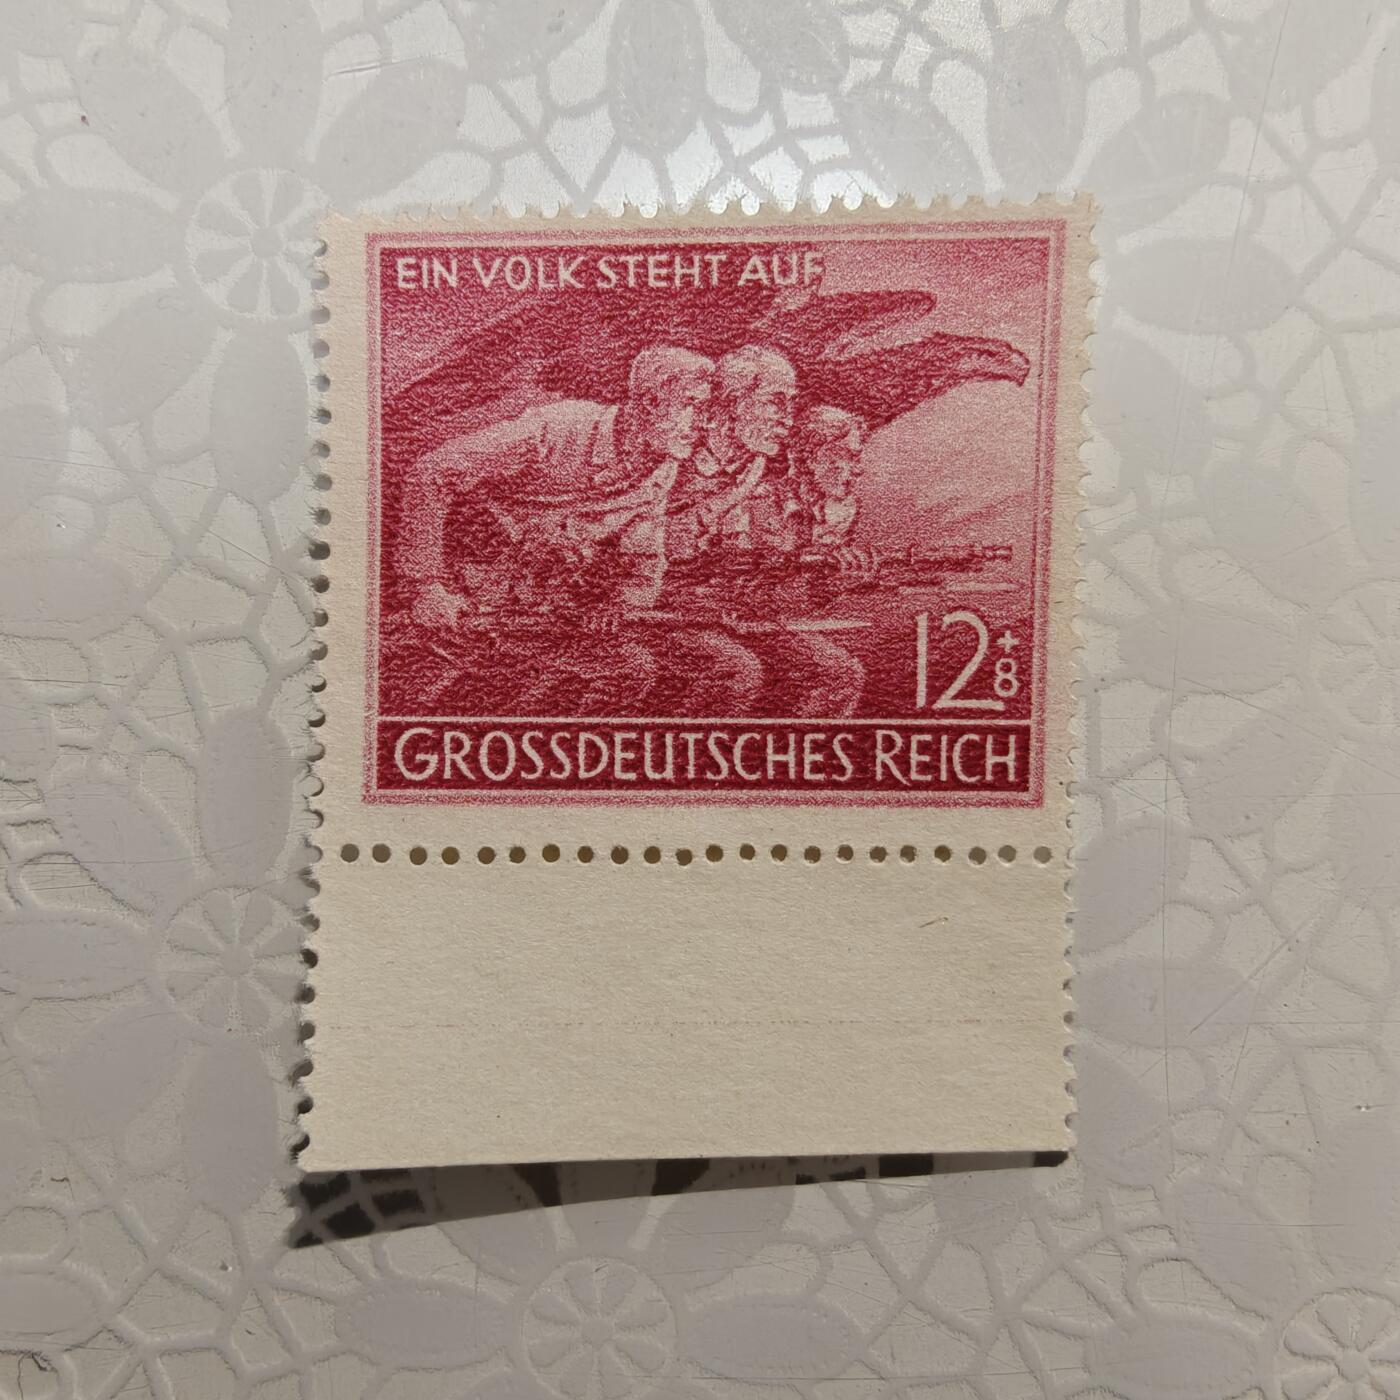 EIN VOLK STEHT AUF
12+8
GROSSDEUTSCHES REICH